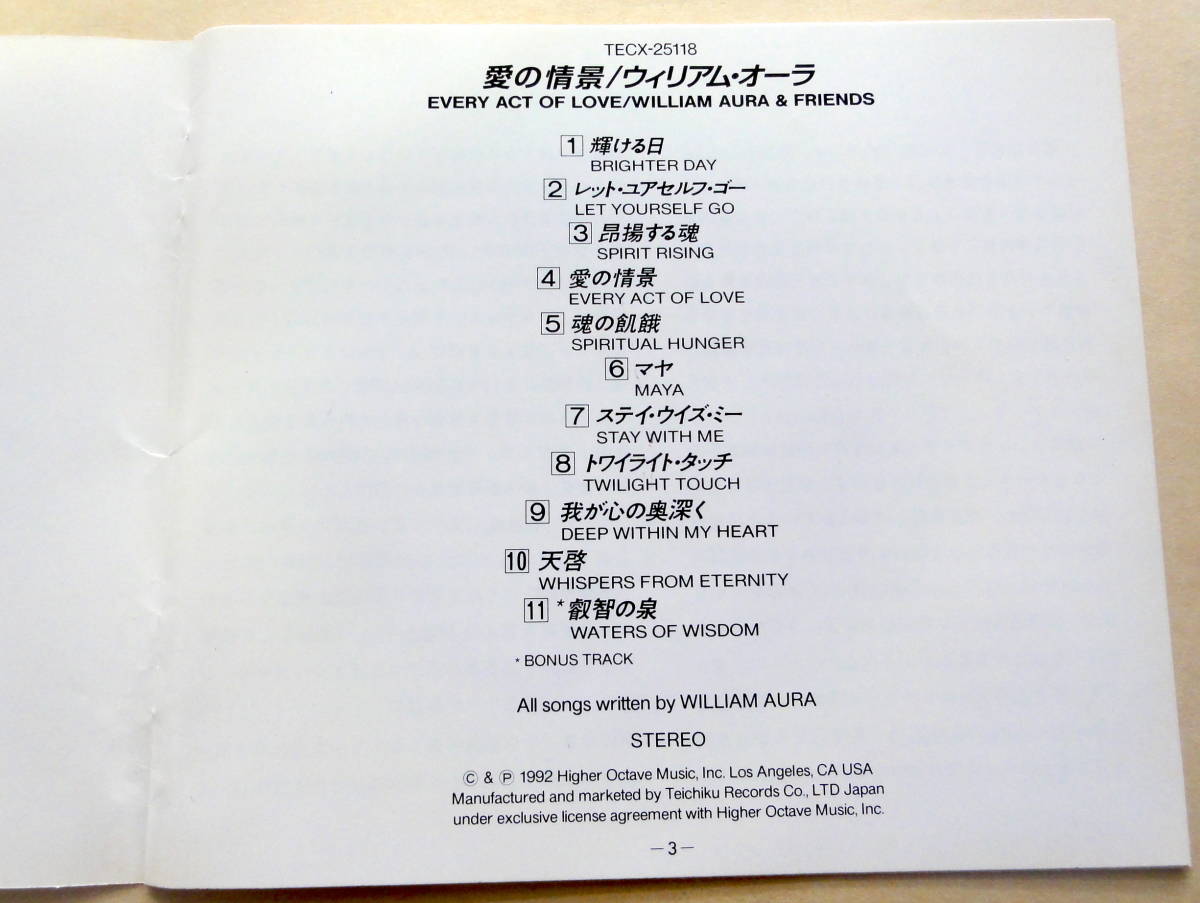 TECX-25118
愛の情景/ウィリアム・オーラ
EVERY ACT OF LOVE/WILLIAM AURA & FRIENDS
1 輝ける日
BRIGHTER DAY
2 レット・ユアセルフ・ゴー
LET YOURSELF GO
3 昂揚する魂
SPIRIT RISING
4 愛の情景
EVERY ACT OF LOVE
5 魂の飢餓
SPIRITUAL HUNGER
6 マヤ
MAYA
7 ステイ・ウイズ・ミー
STAY WITH ME
8 トワイライト・タッチ
TWILIGHT TOUCH
9 我が心の奥深く
DEEP WITHIN MY HEART
10 天啓
WHISPERS FROM ETERNITY
11 *叡智の泉
WATERS OF WISDOM
* BONUS TRACK
All songs written by WILLIAM AURA
STEREO
© & ℗ 1992 Higher Octave Music, Inc. Los Angeles, CA USA
Manufactured and marketed by Teichiku Records Co., LTD Japan
under exclusive license agreement with Higher Octave Music, Inc.
—3—